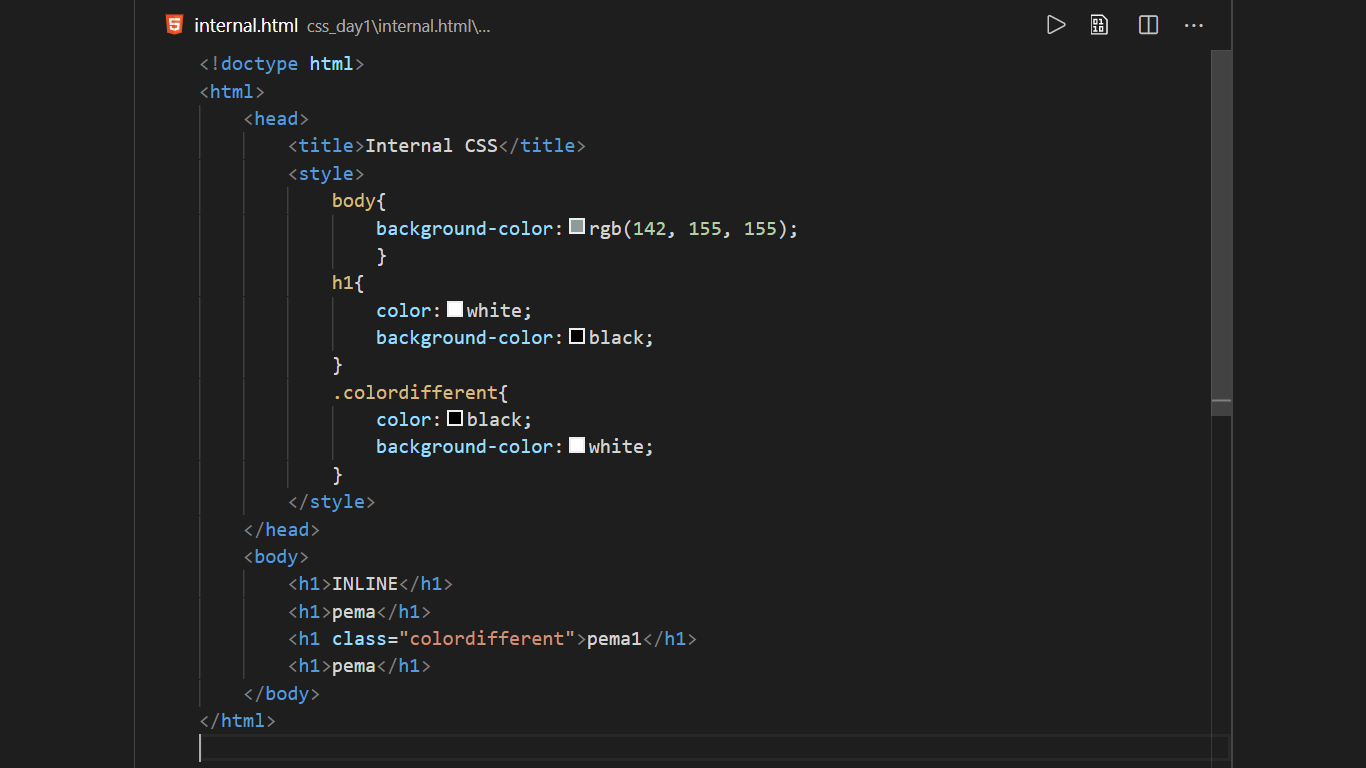 internal.html css_day1\internal.html\...
<!doctype html>
<html>
<head>
<title>Internal CSS</title>
<style>
body{
background-color: rgb(142, 155, 155);
}
h1{
color: white;
background-color: black;
}
.colordifferent{
color: black;
background-color: white;
}
</style>
</head>
<body>
<h1>INLINE</h1>
<h1>pema</h1>
<h1 class="colordifferent">pema1</h1>
<h1>pema</h1>
</body>
</html>